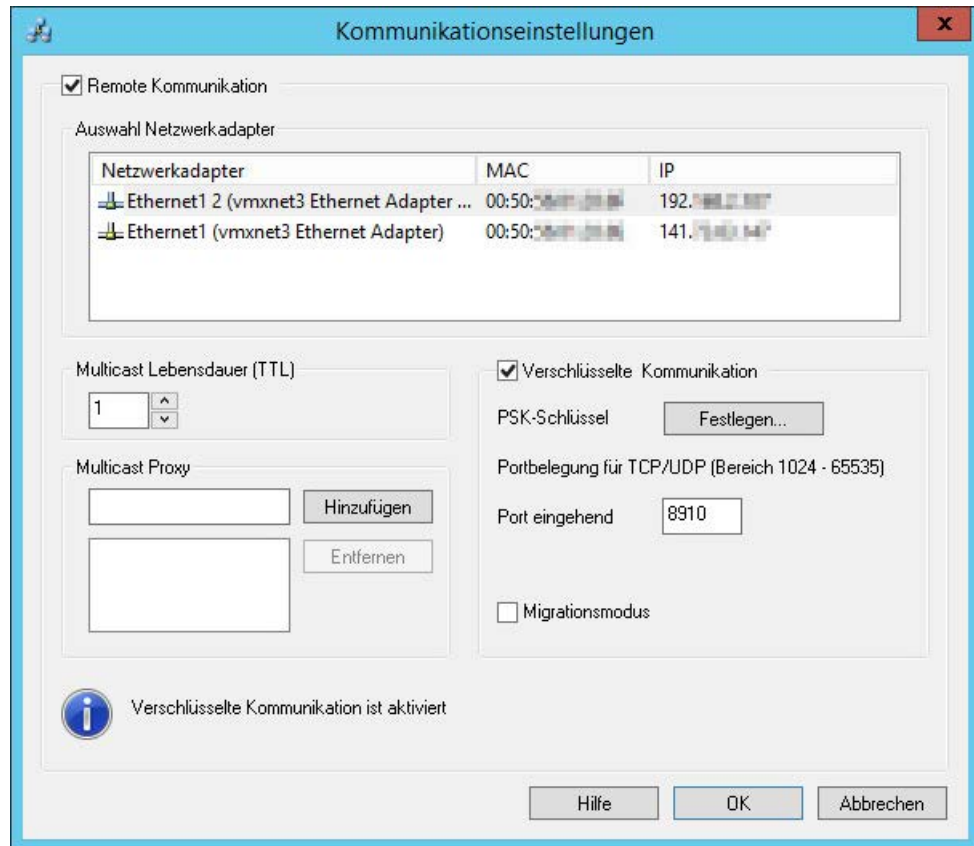 Kommunikationseinstellungen
x
Remote Kommunikation
Auswahl Netzwerkadapter
Netzwerkadapter MAC IP
Ethernet1 2 (vmxnet3 Ethernet Adapter ... 00:50: 192.
Ethernet1 (vmxnet3 Ethernet Adapter) 00:50: 141.
Multicast Lebensdauer (TTL)
1
Multicast Proxy
Hinzufügen
Entfernen
Verschlüsselte Kommunikation
PSK-Schlüssel Festlegen...
Portbelegung für TCP/UDP (Bereich 1024 - 65535)
Port eingehend 8910
Migrationsmodus
Verschlüsselte Kommunikation ist aktiviert
Hilfe OK Abbrechen